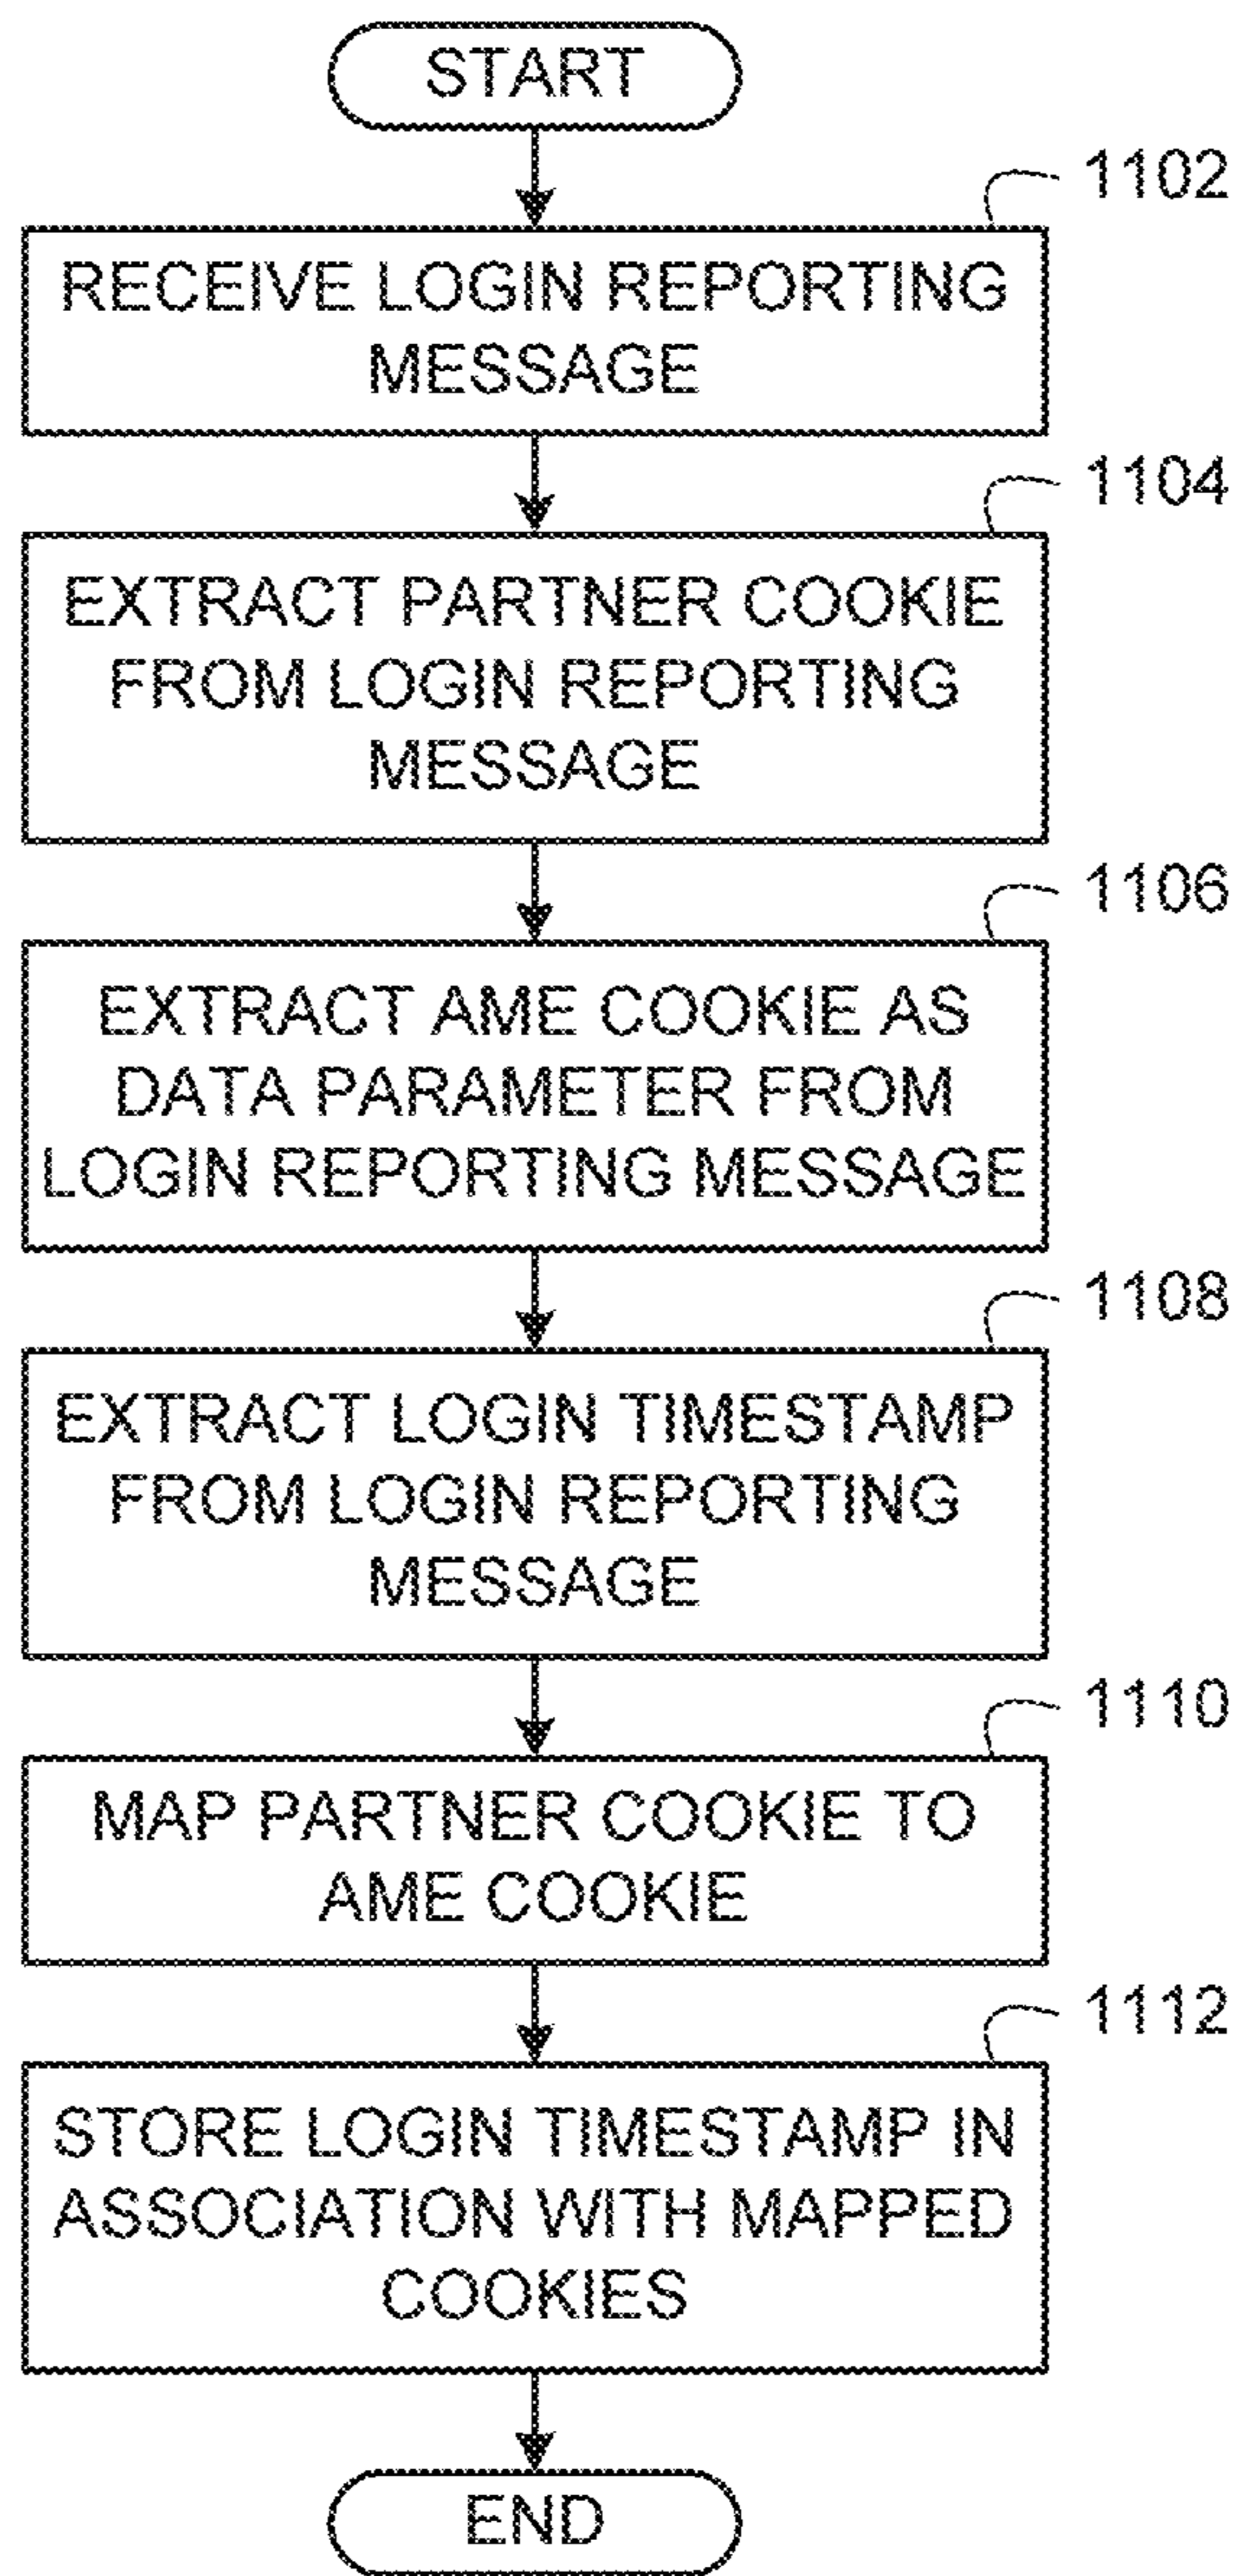 START
1102
RECEIVE LOGIN REPORTING
MESSAGE
1104
EXTRACT PARTNER COOKIE
FROM LOGIN REPORTING
MESSAGE
1106
EXTRACT AME COOKIE AS
DATA PARAMETER FROM
LOGIN REPORTING MESSAGE
1108
EXTRACT LOGIN TIMESTAMP
FROM LOGIN REPORTING
MESSAGE
1110
MAP PARTNER COOKIE TO
AME COOKIE
1112
STORE LOGIN TIMESTAMP IN
ASSOCIATION WITH MAPPED
COOKIES
END